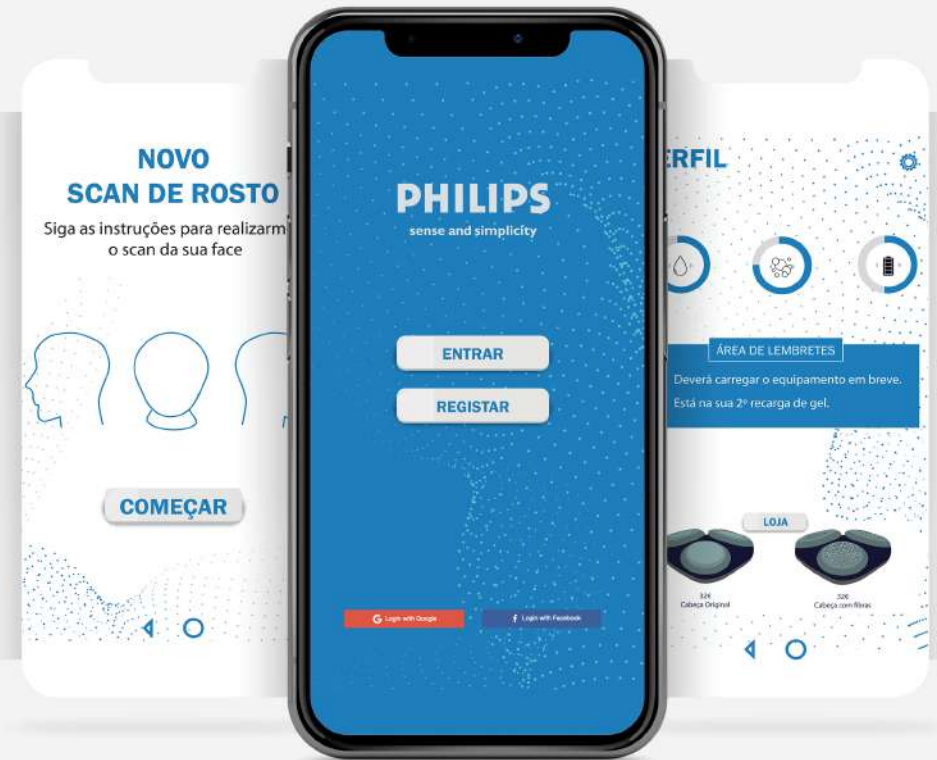 NOVO
SCAN DE ROSTO
Siga as instruções para realizarm
o scan da sua face
COMEÇAR
PHILIPS
sense and simplicity
ENTRAR
REGISTAR
G Login with Google
f Login with Facebook
ERFIL
ÁREA DE LEMBRETES
Deverá carregar o equipamento em breve.
Está na sua 2ª recarga de gel.
LOJA
32€
Cabeça Original
32€
Cabeça com fibras